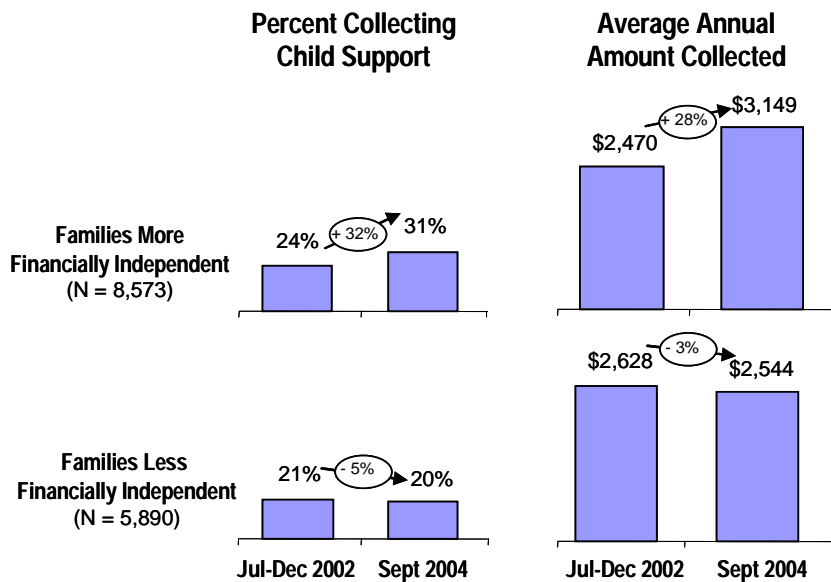 Percent Collecting
Child Support
Average Annual
Amount Collected
Families More
Financially Independent
(N = 8,573)
24%
+ 32%
31%
$2,470
+ 28%
$3,149
Families Less
Financially Independent
(N = 5,890)
21%
- 5%
20%
$2,628
- 3%
$2,544
Jul-Dec 2002
Sept 2004
Jul-Dec 2002
Sept 2004